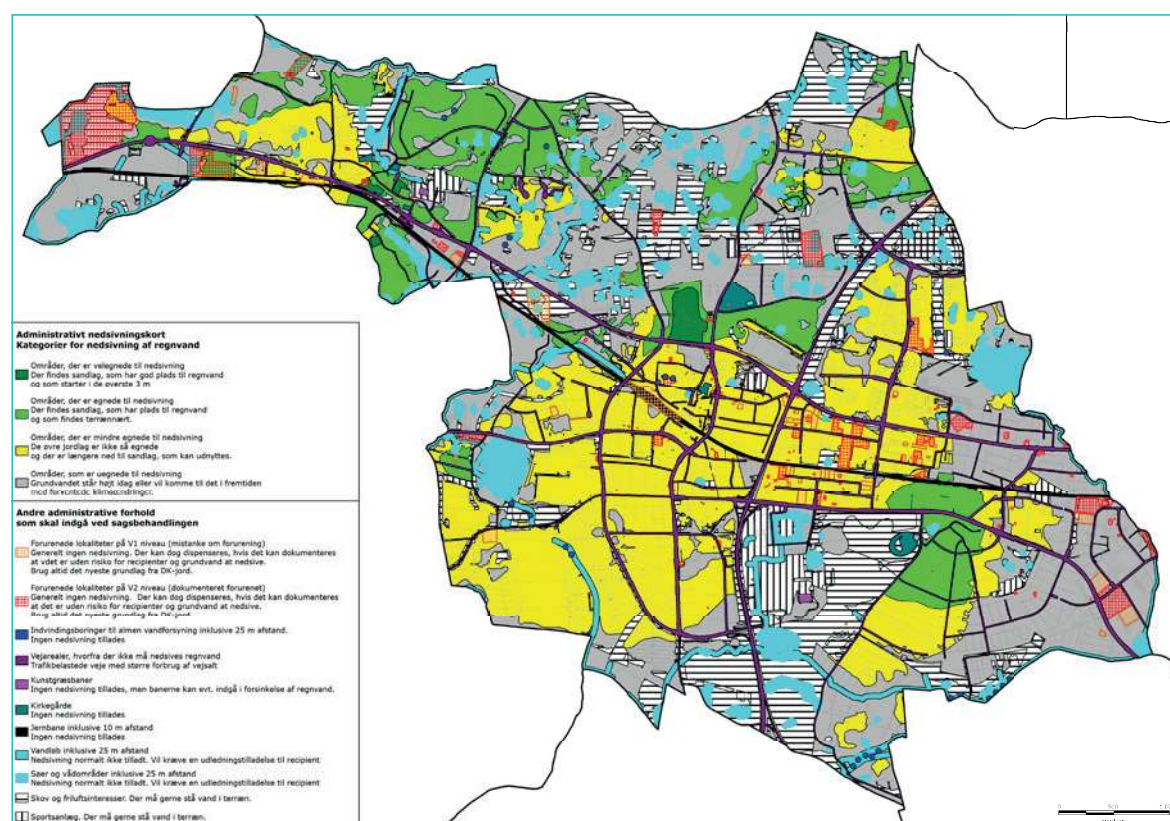 Administrativt nedsivningskort
Kategorier for nedsivning af regnvand
Områder, der er velegnede til nedsivning
Der findes sandlag, som har god plads til regnvand
og som starter i de øverste 3 m
Områder, der er egnede til nedsivning
Der findes sandlag, som har plads til regnvand
og som findes terrænnært.
Områder, der er mindre egnede til nedsivning
De øvre jordlag er ikke så egnede
og der er længere ned til sandlag, som kan udnyttes.
Områder, som er uegnede til nedsivning
Grundvandet står højt idag eller vil komme til det i fremtiden
med forventede klimaændringer.
Andre administrative forhold
som skal indgå ved sagsbehandlingen
Forurenede lokaliteter på V1 niveau (mistanke om forurening)
Generelt ingen nedsivning. Der kan dog dispenseres, hvis det kan dokumenteres
at vdet er uden risiko for recipienter og grundvand at nedsive.
Brug altid det nyeste grundlag fra DK-jord.
Forurenede lokaliteter på V2 niveau (dokumenteret forurenet)
Generelt ingen nedsivning. Der kan dog dispenseres, hvis det kan dokumenteres
at det er uden risiko for recipienter og grundvand at nedsive.
Brug altid det nyeste grundlag fra DK-jord
Indvindingsboringer til almen vandforsyning inklusive 25 m afstand.
Ingen nedsivning tillades
Vejarealer, hvorfra der ikke må nedsives regnvand
Trafikbelastede veje med større forbrug af vejsalt
Kunstgræsbaner
Ingen nedsivning tillades, men banerne kan evt. indgå i forsinkelse af regnvand.
Kirkegårde
Ingen nedsivning tillades
Jernbane inklusive 10 m afstand
Ingen nedsivning tillades
Vandløb inklusive 25 m afstand
Nedsivning normalt ikke tilladt. Vil kræve en udledningstilladelse til recipient
Søer og vådområder inklusive 25 m afstand
Nedsivning normalt ikke tilladt. Vil kræve en udledningstilladelse til recipient
Skov og friluftsinteresser. Der må gerne stå vand i terræn.
Sportsanlæg. Der må gerne stå vand i terræn.
0 500